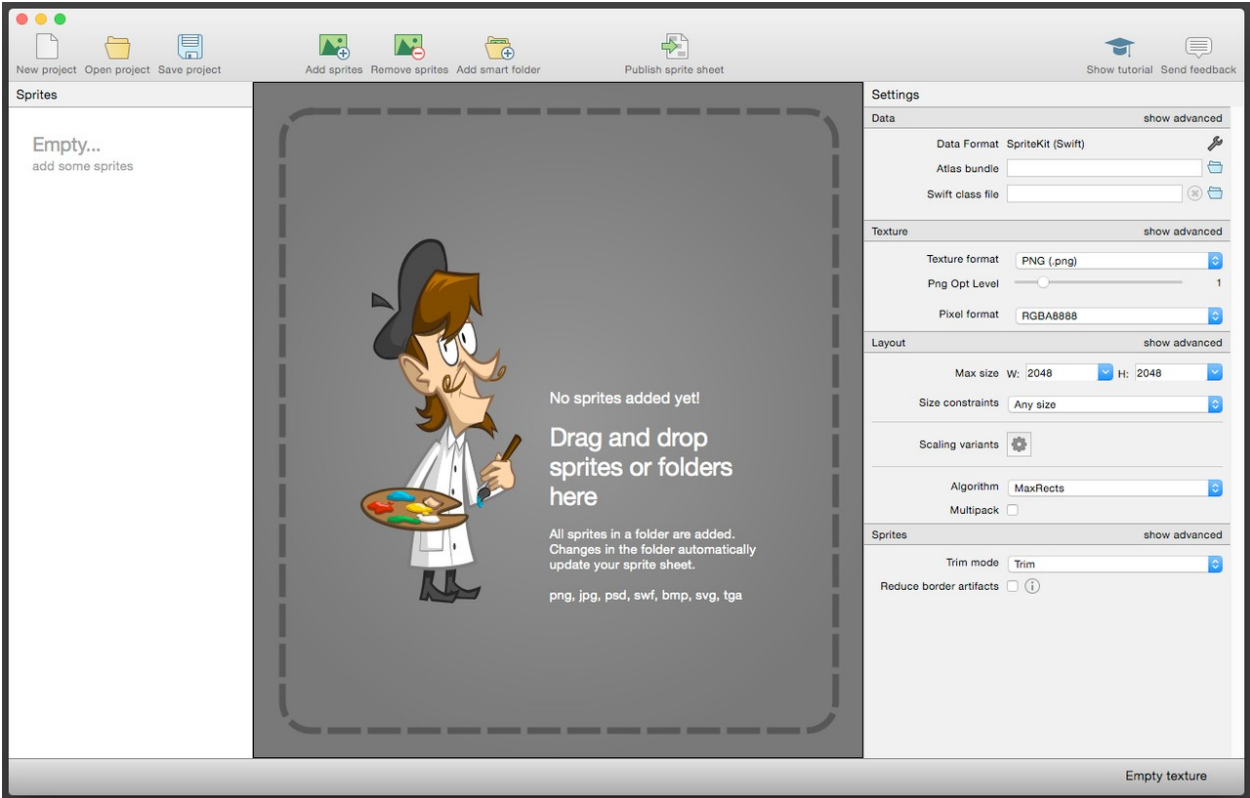 New project Open project Save project Add sprites Remove sprites Add smart folder Publish sprite sheet Show tutorial Send feedback
Sprites
Empty...
add some sprites
No sprites added yet!
Drag and drop
sprites or folders
here
All sprites in a folder are added.
Changes in the folder automatically
update your sprite sheet.
png, jpg, psd, swf, bmp, svg, tga
Settings
Data show advanced
Data Format SpriteKit (Swift)
Atlas bundle
Swift class file
Texture show advanced
Texture format PNG (.png)
Png Opt Level 1
Pixel format RGBA8888
Layout show advanced
Max size W: 2048 H: 2048
Size constraints Any size
Scaling variants
Algorithm MaxRects
Multipack
Sprites show advanced
Trim mode Trim
Reduce border artifacts i
Empty texture